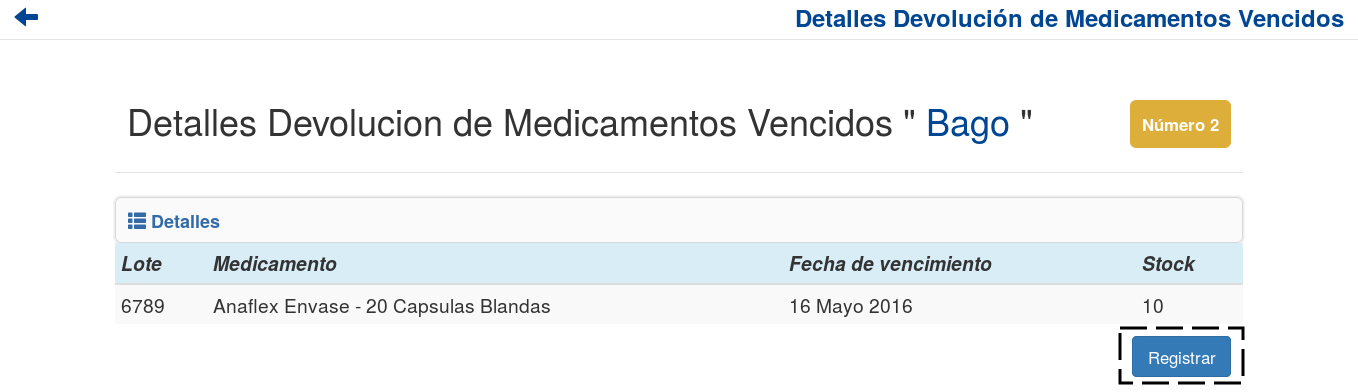 Detalles Devolución de Medicamentos Vencidos
Detalles Devolucion de Medicamentos Vencidos " Bago "
Número 2
Detalles
Lote Medicamento Fecha de vencimiento Stock
6789 Anaflex Envase - 20 Capsulas Blandas 16 Mayo 2016 10
Registrar